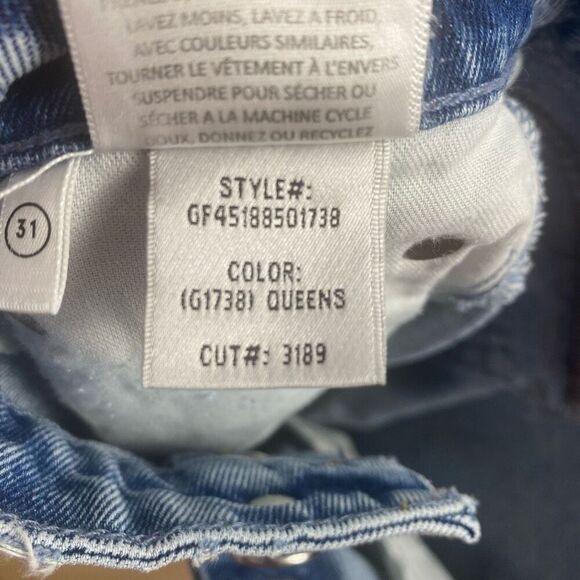 LAVEZ MOINS, LAVEZ À FROID,
AVEC COULEURS SIMILAIRES,
TOURNER LE VÊTEMENT À L'ENVERS
SUSPENDRE POUR SÉCHER OU
SÉCHER A LA MACHINE CYCLE
DOUX, DONNEZ OU RECYCLEZ
31
STYLE#:
GF45188501738
COLOR:
(G1738) QUEENS
CUT#: 3189